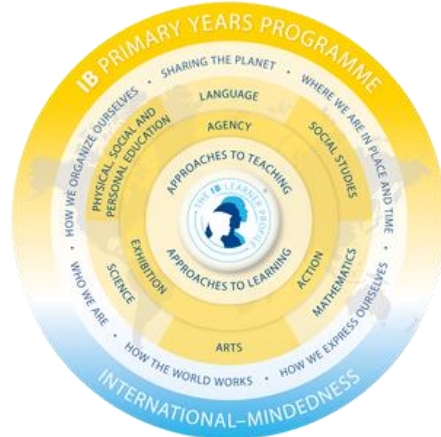 IB PRIMARY YEARS PROGRAMME
SHARING THE PLANET
•
WHERE WE ARE IN PLACE AND TIME
•
HOW WE EXPRESS OURSELVES
•
HOW THE WORLD WORKS
•
WHO WE ARE
•
HOW WE ORGANIZE OURSELVES
•
LANGUAGE
SOCIAL STUDIES
MATHEMATICS
ARTS
SCIENCE
PHYSICAL, SOCIAL AND
PERSONAL EDUCATION
AGENCY
ACTION
EXHIBITION
APPROACHES TO TEACHING
THE IB LEARNER PROFILE
APPROACHES TO LEARNING
INTERNATIONAL–MINDEDNESS